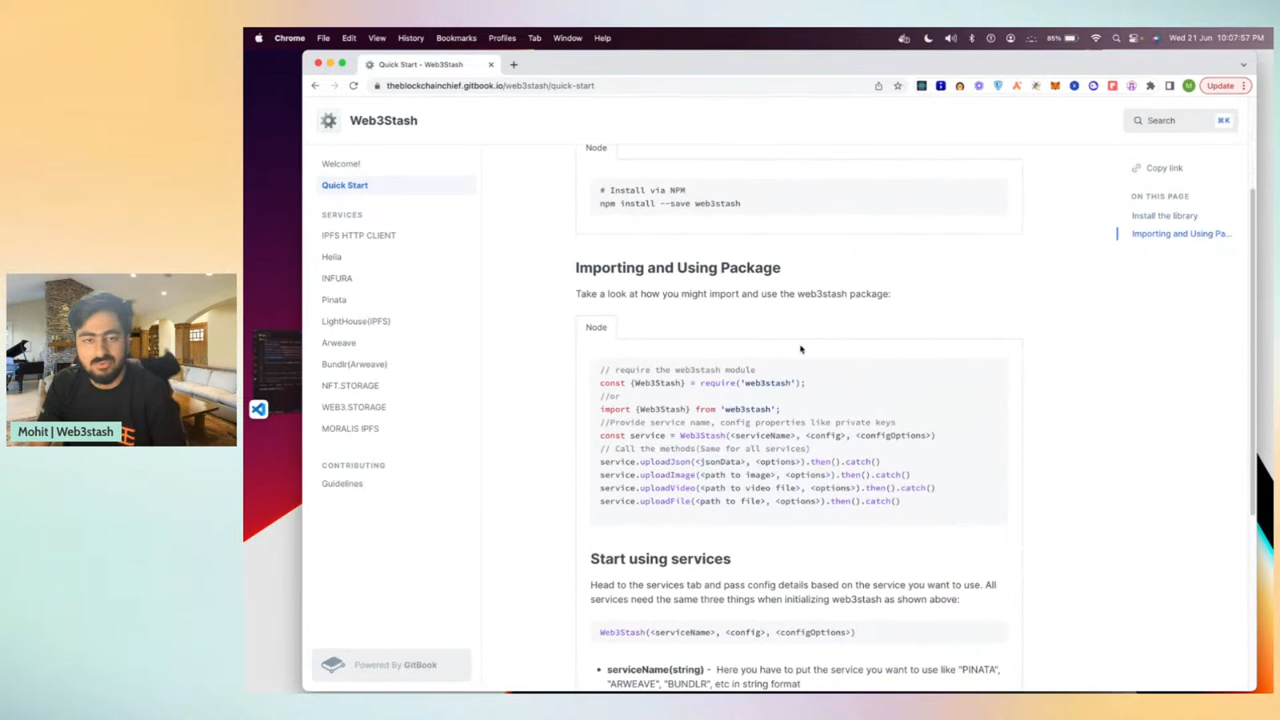 Chrome File Edit View History Bookmarks Profiles Tab Window Help
85%
Wed 21 Jun 10:07:57 PM
Quick Start - Web3Stash
theblockchainchief.gitbook.io/web3stash/quick-start
Update
Web3Stash
Search
⌘K
Welcome!
Quick Start
SERVICES
IPFS HTTP CLIENT
Helia
INFURA
Pinata
LightHouse(IPFS)
Arweave
Bundlr(Arweave)
NFT.STORAGE
WEB3.STORAGE
MORALIS IPFS
CONTRIBUTING
Guidelines
Powered By GitBook
Node
# Install via NPM
npm install --save web3stash
Importing and Using Package
Take a look at how you might import and use the web3stash package:
Node
// require the web3stash module
const {Web3Stash} = require('web3stash');
//or
import {Web3Stash} from 'web3stash';
//Provide service name, config properties like private keys
const service = Web3Stash(<serviceName>, <config>, <configOptions>)
// Call the methods(Same for all services)
service.uploadJson(<jsonData>, <options>).then().catch()
service.uploadImage(<path to image>, <options>).then().catch()
service.uploadVideo(<path to video file>, <options>).then().catch()
service.uploadFile(<path to file>, <options>).then().catch()
Start using services
Head to the services tab and pass config details based on the service you want to use. All
services need the same three things when initializing web3stash as shown above:
Web3Stash(<serviceName>, <config>, <configOptions>)
• serviceName(string) - Here you have to put the service you want to use like "PINATA",
"ARWEAVE", "BUNDLR", etc in string format
Copy link
ON THIS PAGE
Install the library
Importing and Using Pa...
Mohit | Web3stash